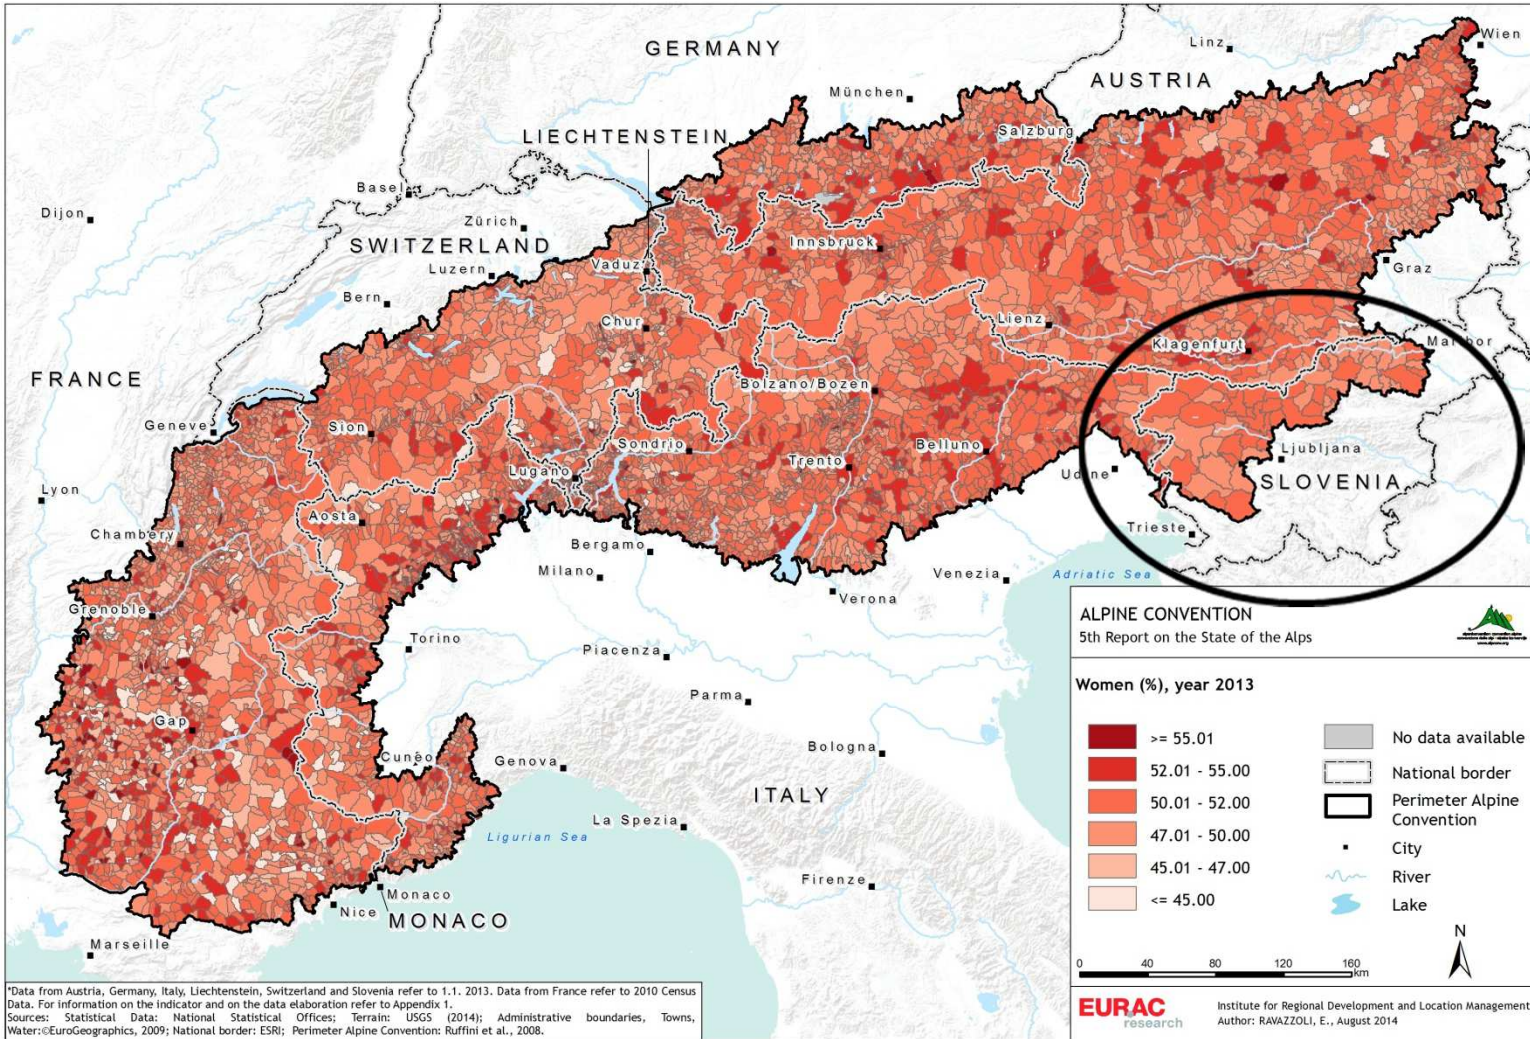 GERMANY
Linz
Wien
AUSTRIA
München
LIECHTENSTEIN
Salzburg
Basel
Dijon
Zürich
SWITZERLAND
Innsbruck
Vaduz
Luzern
Graz
Bern
Chur
Lienz
Klagenfurt
Maribor
FRANCE
Bolzano/Bozen
Geneve
Sion
Sondrio
Belluno
Ljubljana
Trento
Lugano
Udine
SLOVENIA
Lyon
Aosta
Trieste
Chambery
Bergamo
Milano
Venezia
Adriatic Sea
Verona
Grenoble
Torino
Piacenza
Parma
Gap
Bologna
Cunéo
Genova
ITALY
La Spezia
Ligurian Sea
Firenze
Monaco
Nice
MONACO
Marseille
ALPINE CONVENTION
5th Report on the State of the Alps
Women (%), year 2013
>= 55.01
52.01 - 55.00
50.01 - 52.00
47.01 - 50.00
45.01 - 47.00
<= 45.00
No data available
National border
Perimeter Alpine
Convention
City
River
Lake
N
0 40 80 120 160
km
EURAC
research
Institute for Regional Development and Location Management
Author: RAVAZZOLI, E., August 2014
*Data from Austria, Germany, Italy, Liechtenstein, Switzerland and Slovenia refer to 1.1. 2013. Data from France refer to 2010 Census
Data. For information on the indicator and on the data elaboration refer to Appendix 1.
Sources: Statistical Data: National Statistical Offices; Terrain: USGS (2014); Administrative boundaries, Towns,
Water:©EuroGeographics, 2009; National border: ESRI; Perimeter Alpine Convention: Ruffini et al., 2008.